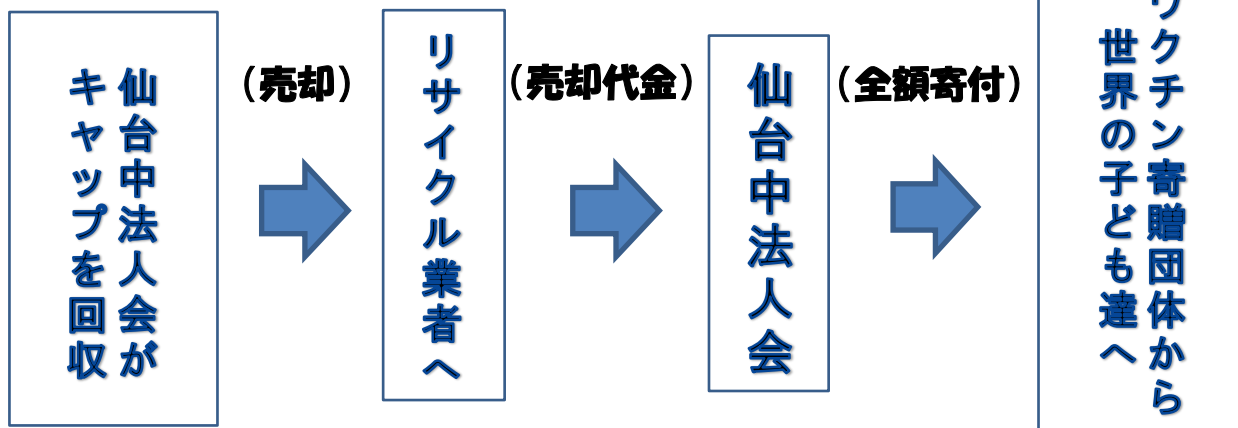 仙台中法人会が
キャップを回収
（売却）
リサイクル業者へ
（売却代金）
仙台中法人会
（全額寄付）
ワクチン寄贈団体から
世界の子ども達へ